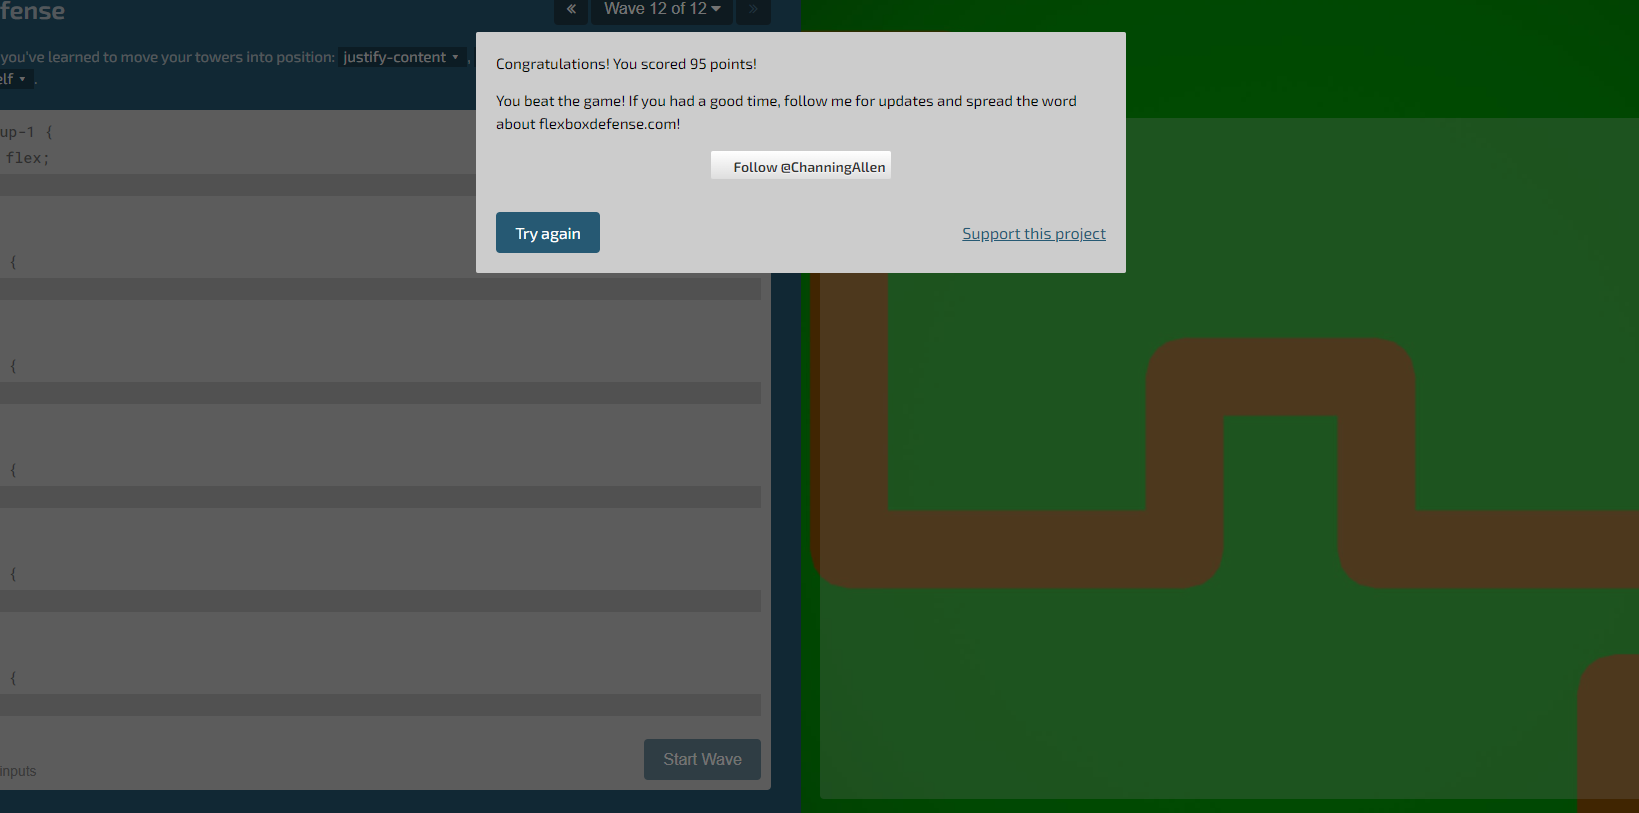 fense
« Wave 12 of 12 »
you've learned to move your towers into position: justify-content ,
elf .
Congratulations! You scored 95 points!
You beat the game! If you had a good time, follow me for updates and spread the word
about flexboxdefense.com!
Follow @ChanningAllen
Try again
Support this project
up-1 {
flex;
{
{
{
{
{
Start Wave
inputs